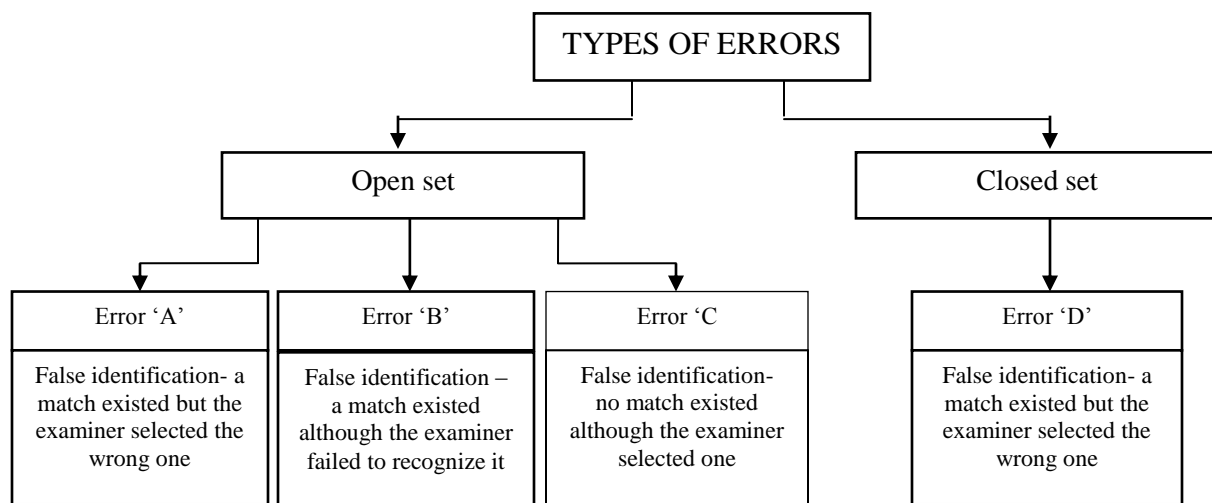 TYPES OF ERRORS
Open set
Closed set
Error ‘A’
False identification- a
match existed but the
examiner selected the
wrong one
Error ‘B’
False identification –
a match existed
although the examiner
failed to recognize it
Error ‘C
False identification-
no match existed
although the examiner
selected one
Error ‘D’
False identification- a
match existed but the
examiner selected the
wrong one